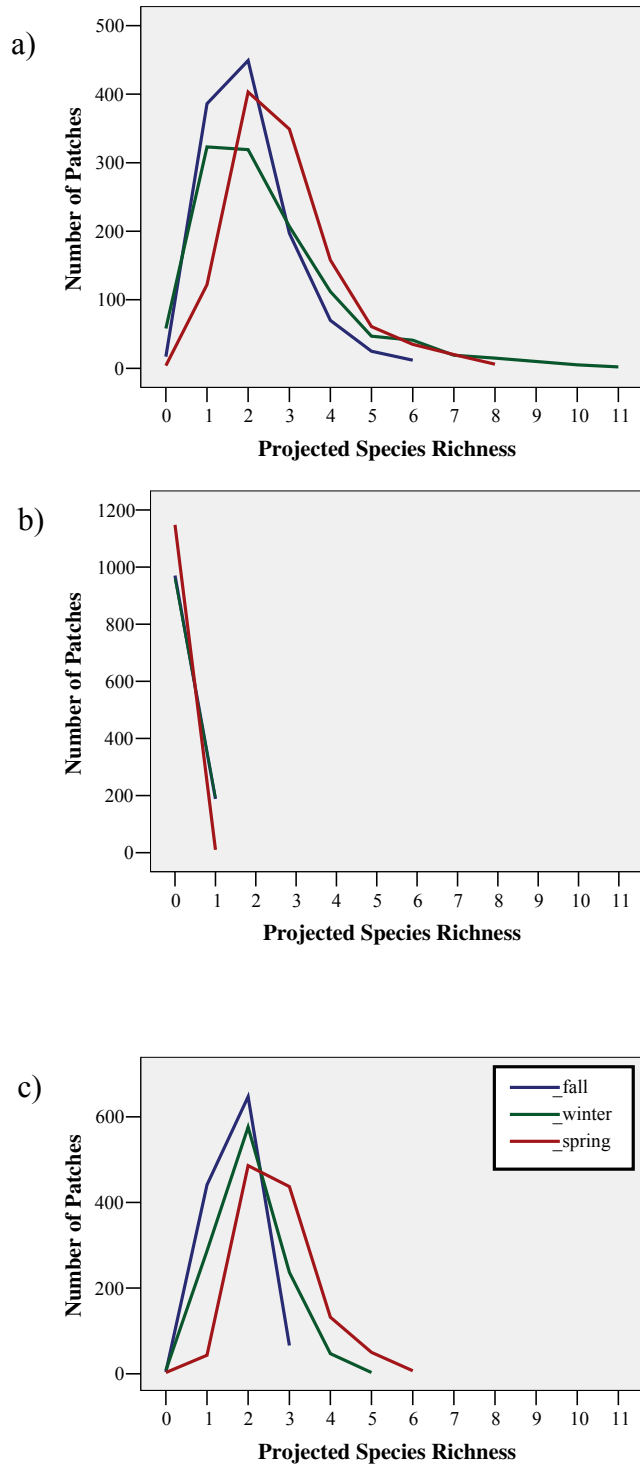 a)
Number of Patches
500
400
300
200
100
0
0 1 2 3 4 5 6 7 8 9 10 11
Projected Species Richness
b)
Number of Patches
1200
1000
800
600
400
200
0
0 1 2 3 4 5 6 7 8 9 10 11
Projected Species Richness
c)
Number of Patches
600
400
200
0
_fall
_winter
_spring
0 1 2 3 4 5 6 7 8 9 10 11
Projected Species Richness